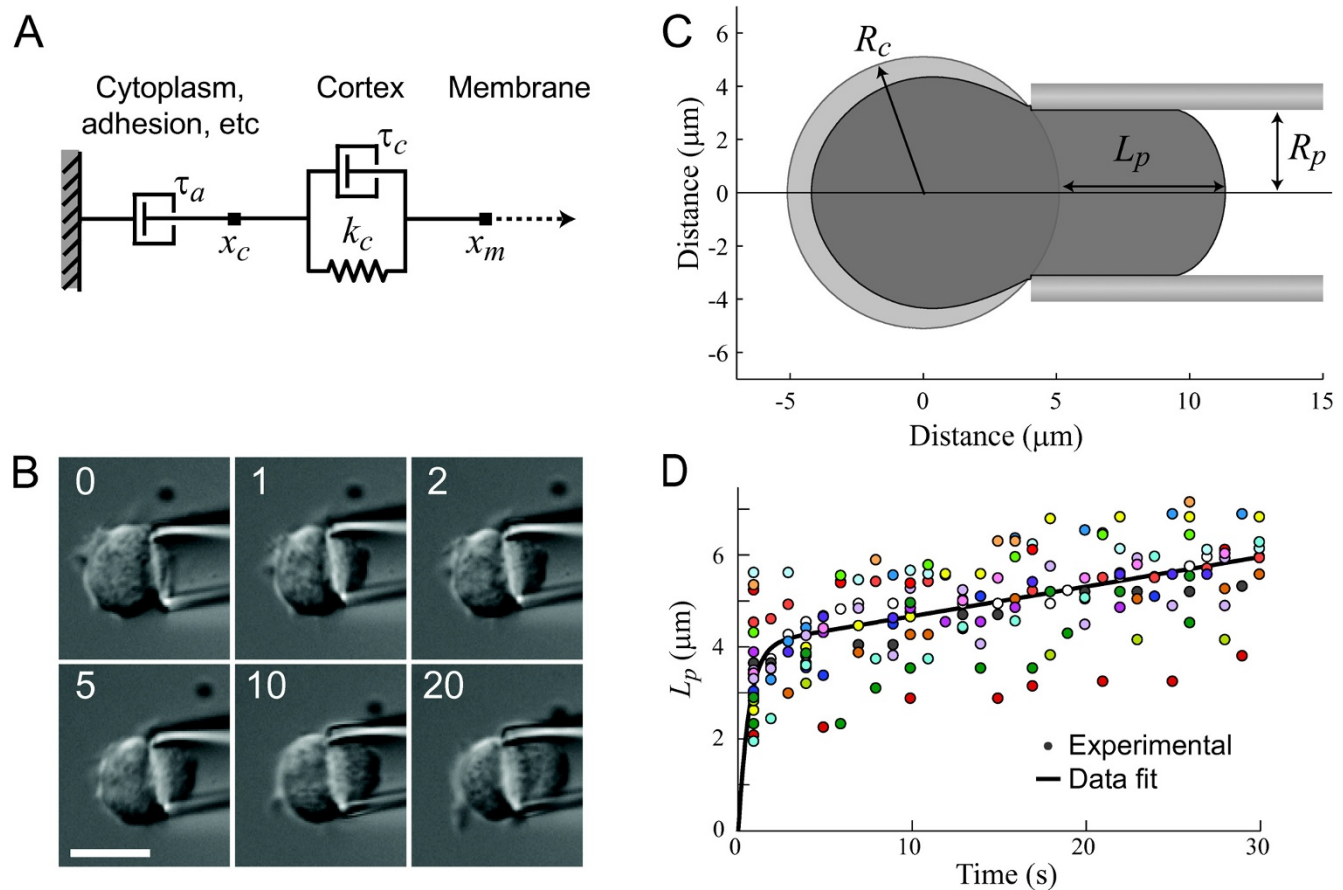 A
Cytoplasm,
adhesion, etc
Cortex
Membrane
τa
xc
τc
kc
xm
B
0
1
2
5
10
20
C
6
4
2
0
-2
-4
-6
Distance (μm)
Rc
Lp
Rp
-5
0
5
10
15
Distance (μm)
D
6
4
2
0
Lp (μm)
Experimental
Data fit
0
10
20
30
Time (s)